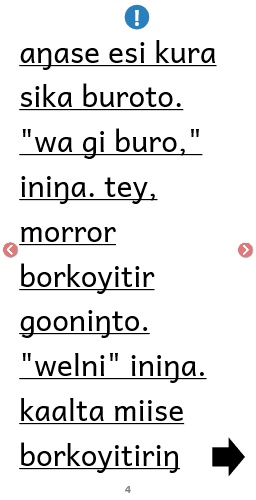 aŋase esi kura
sika buroto.
"wa gi buro,"
iniŋa. tey,
morror
borkoyitir
gooniŋto.
"welni" iniŋa.
kaalta miise
borkoyitiriŋ
4